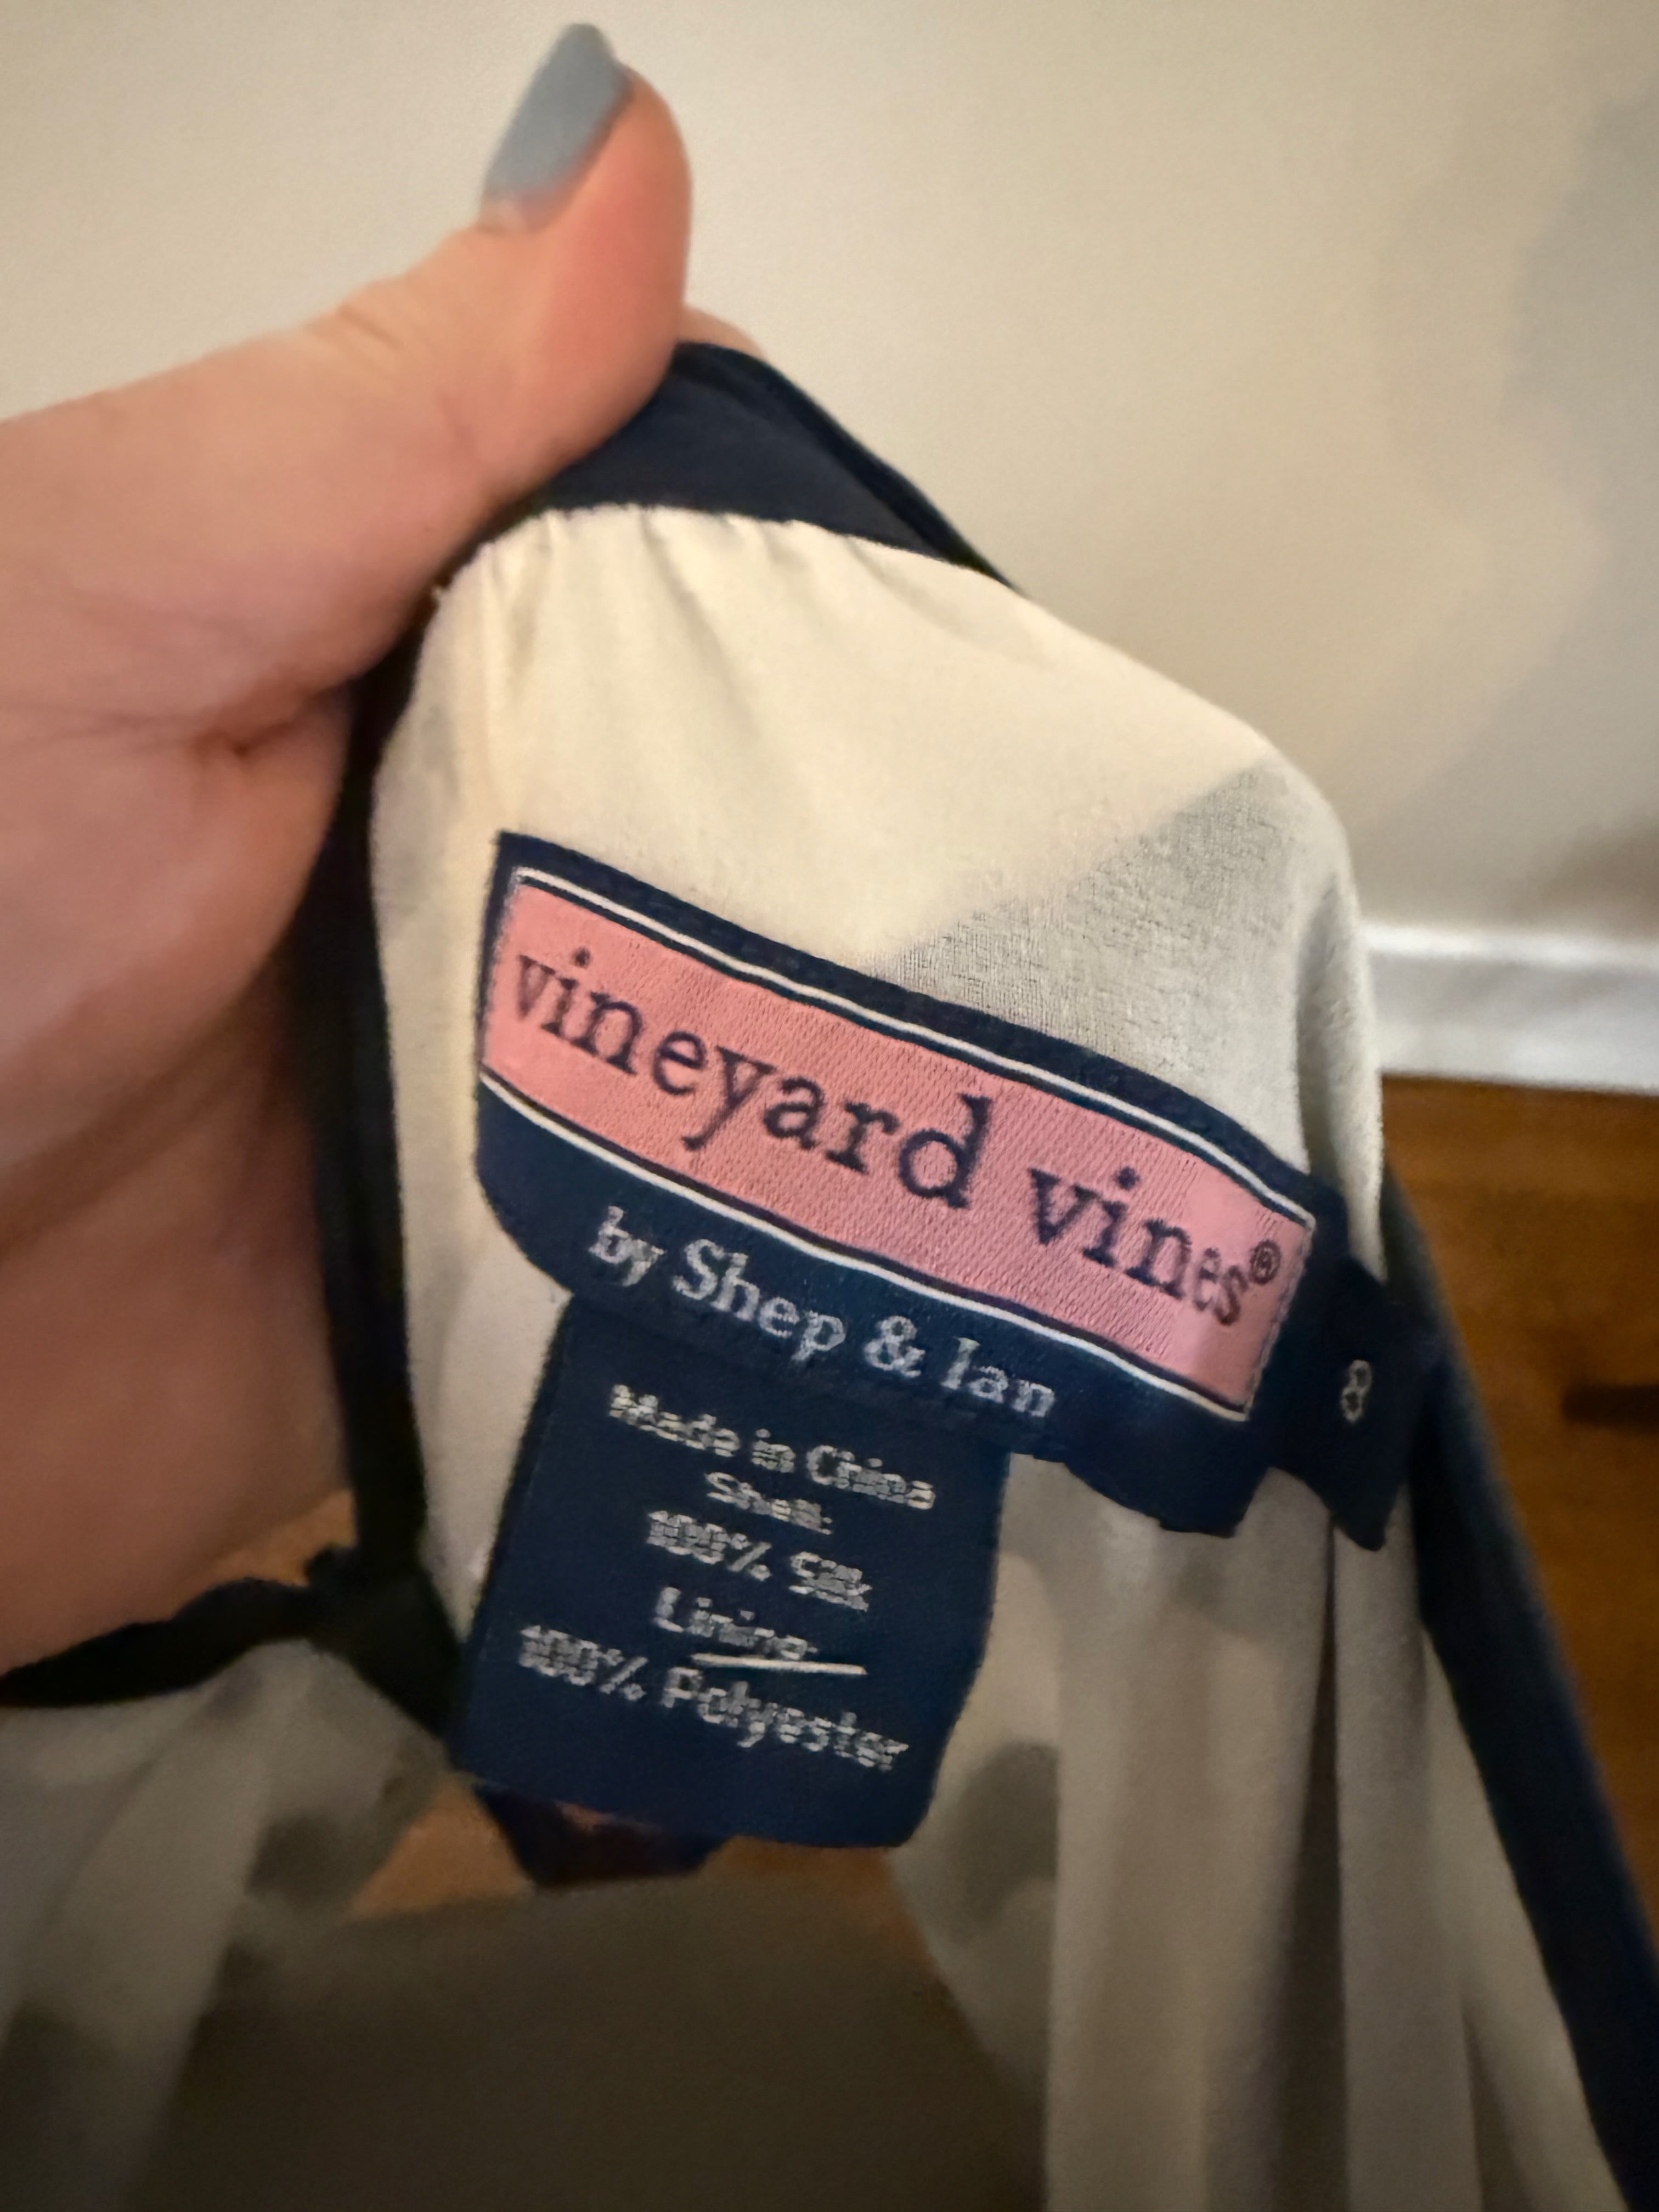 vineyard vines®
by Shep & Ian
8
Made in China
Shell:
100% Silk
Lining:
100% Polyester